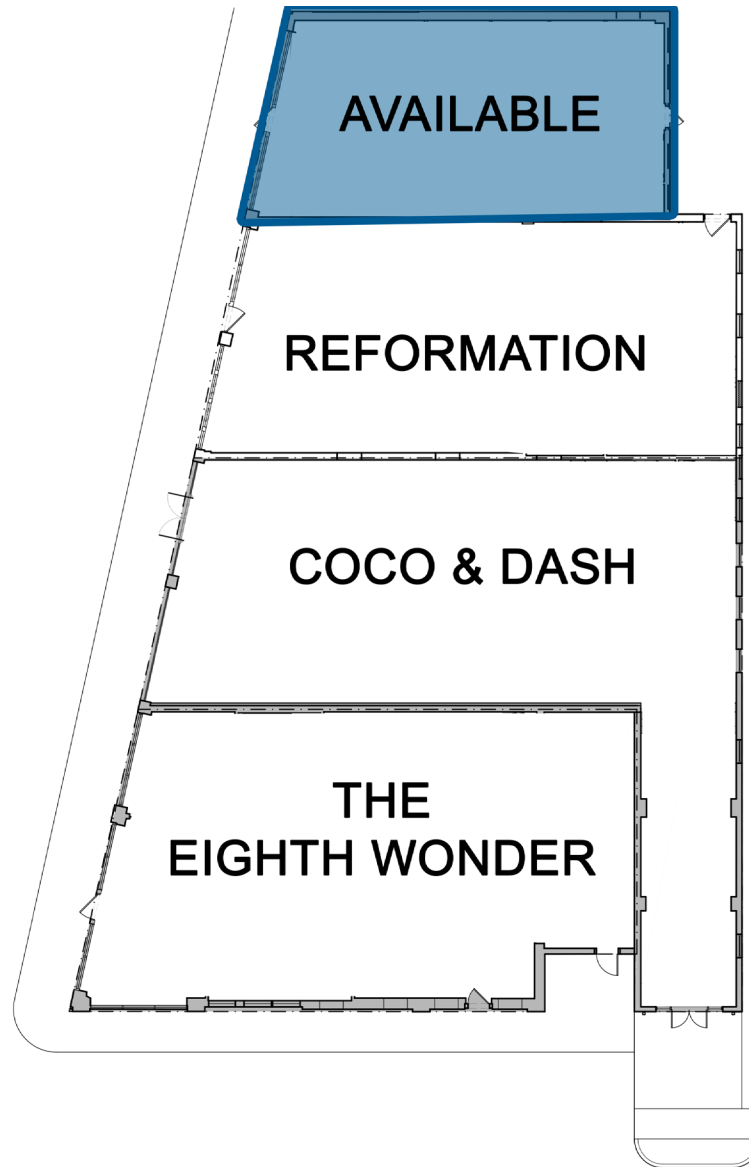 AVAILABLE
REFORMATION
COCO & DASH
THE
EIGHTH WONDER